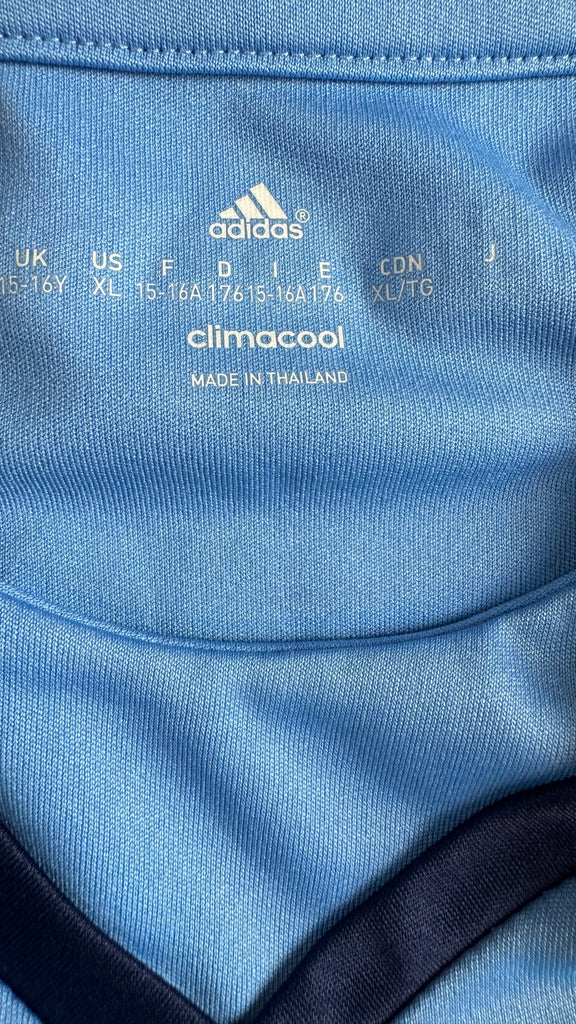 adidas®
UK US F D I E CDN J
15-16Y XL 15-16A 176 15-16A 176 XL/TG
climacool
MADE IN THAILAND